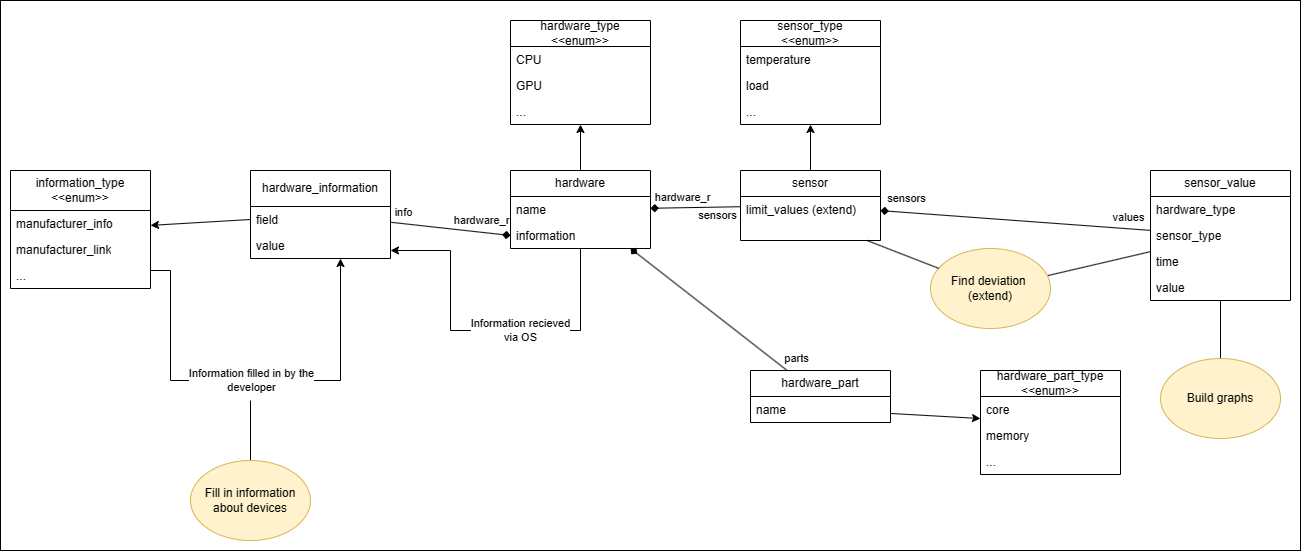 hardware_type
<<enum>>
CPU
GPU
...
sensor_type
<<enum>>
temperature
load
...
information_type
<<enum>>
manufacturer_info
manufacturer_link
...
hardware_information
field
value
info
hardware_r
hardware
name
information
hardware_r
sensors
sensor
limit_values (extend)
sensors
values
sensor_value
hardware_type
sensor_type
time
value
Find deviation
(extend)
Information recieved
via OS
Information filled in by the
developer
parts
hardware_part
name
hardware_part_type
<<enum>>
core
memory
...
Build graphs
Fill in information
about devices